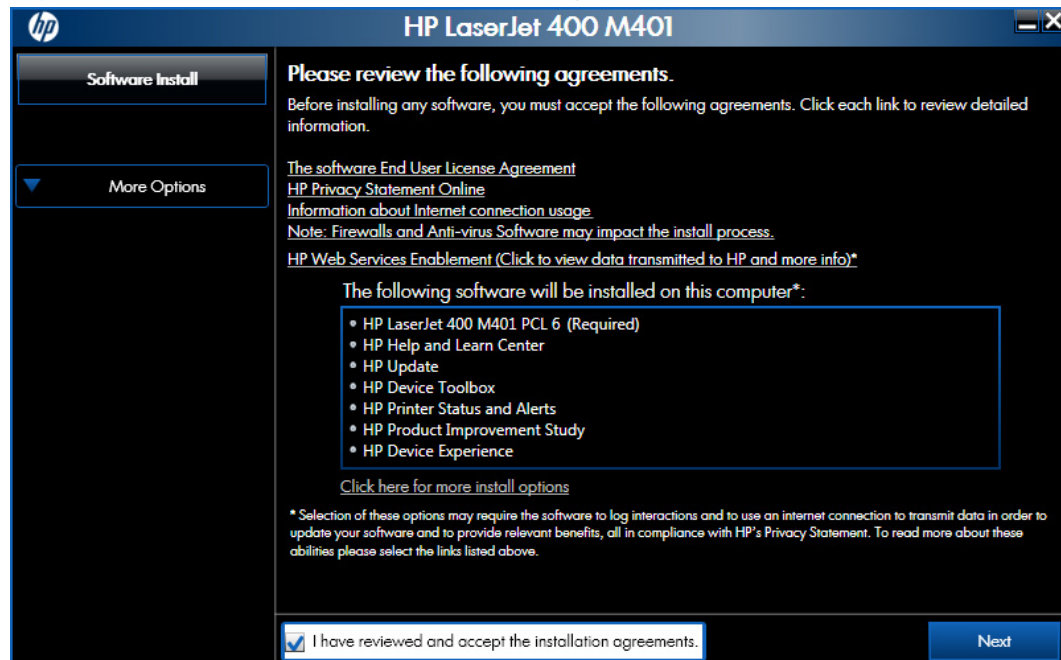 hp
HP LaserJet 400 M401
Software Install
More Options
Please review the following agreements.
Before installing any software, you must accept the following agreements. Click each link to review detailed
information.
The software End User License Agreement
HP Privacy Statement Online
Information about Internet connection usage
Note: Firewalls and Anti-virus Software may impact the install process.
HP Web Services Enablement (Click to view data transmitted to HP and more info)*
The following software will be installed on this computer*:
• HP LaserJet 400 M401 PCL 6 (Required)
• HP Help and Learn Center
• HP Update
• HP Device Toolbox
• HP Printer Status and Alerts
• HP Product Improvement Study
• HP Device Experience
Click here for more install options
* Selection of these options may require the software to log interactions and to use an internet connection to transmit data in order to
update your software and to provide relevant benefits, all in compliance with HP's Privacy Statement. To read more about these
abilities please select the links listed above.
I have reviewed and accept the installation agreements.
Next